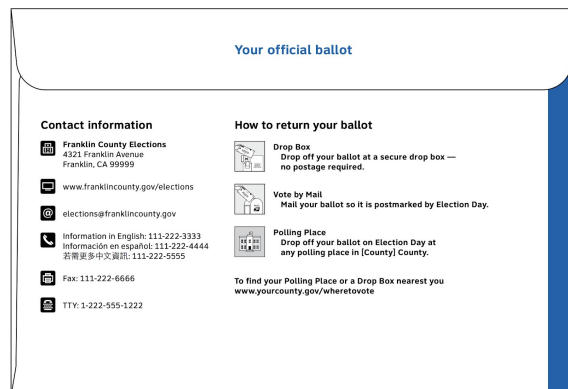 Your official ballot
Contact information
Franklin County Elections
4321 Franklin Avenue
Franklin, CA 99999
www.franklincounty.gov/elections
@
elections@franklincounty.gov
Information in English: 111-222-3333
Información en español: 111-222-4444
若需更多中文資訊: 111-222-5555
Fax: 111-222-6666
TTY: 1-222-555-1222
How to return your ballot
Drop Box
Drop off your ballot at a secure drop box —
no postage required.
Vote by Mail
Mail your ballot so it is postmarked by Election Day.
Polling Place
Drop off your ballot on Election Day at
any polling place in [County] County.
To find your Polling Place or a Drop Box nearest you
www.yourcounty.gov/wheretovote